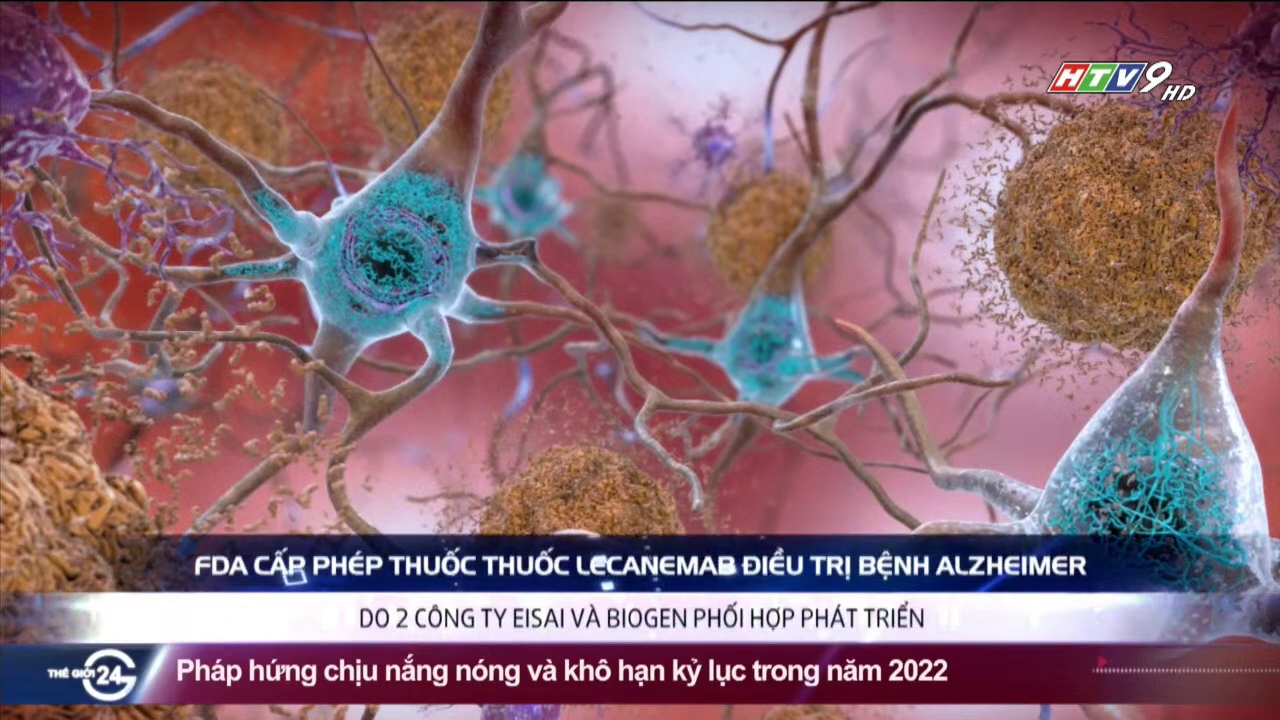 HTV9 HD
FDA CẤP PHÉP THUỐC THUỐC LECANEMAB ĐIỀU TRỊ BỆNH ALZHEIMER
DO 2 CÔNG TY EISAI VÀ BIOGEN PHỐI HỢP PHÁT TRIỂN
THẾ GIỚI 24G Pháp hứng chịu nắng nóng và khô hạn kỷ lục trong năm 2022